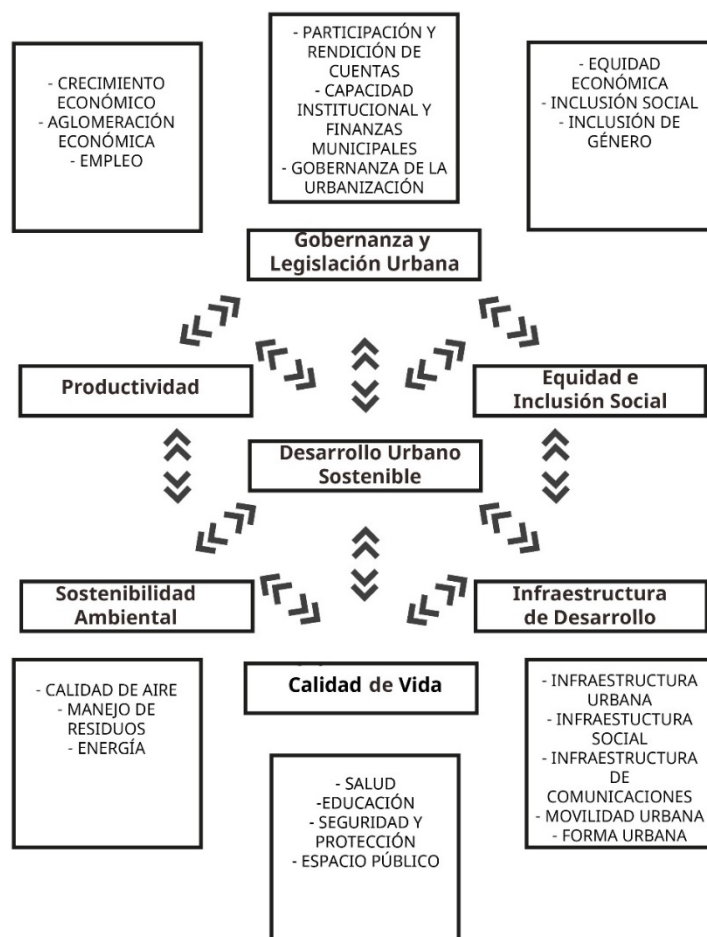 - CRECIMIENTO
ECONÓMICO
- AGLOMERACIÓN
ECONÓMICA
- EMPLEO
- PARTICIPACIÓN Y
RENDICIÓN DE
CUENTAS
- CAPACIDAD
INSTITUCIONAL Y
FINANZAS
MUNICIPALES
- GOBERNANZA DE LA
URBANIZACIÓN
- EQUIDAD
ECONÓMICA
- INCLUSIÓN SOCIAL
- INCLUSIÓN DE
GÉNERO
Gobernanza y
Legislación Urbana
Productividad
Equidad e
Inclusión Social
Desarrollo Urbano
Sostenible
Sostenibilidad
Ambiental
Infraestructura
de Desarrollo
Calidad de Vida
- CALIDAD DE AIRE
- MANEJO DE
RESIDUOS
- ENERGÍA
- SALUD
-EDUCACIÓN
- SEGURIDAD Y
PROTECCIÓN
- ESPACIO PÚBLICO
- INFRAESTRUCTURA
URBANA
- INFRAESTUCTURA
SOCIAL
- INFRAESTRUCTURA
DE
COMUNICACIONES
- MOVILIDAD URBANA
- FORMA URBANA